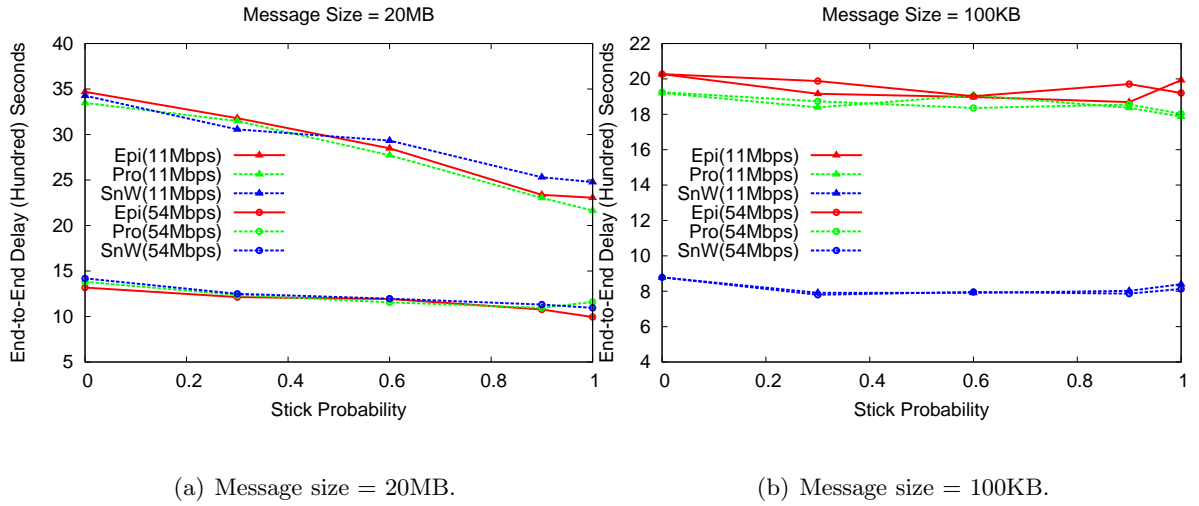 Message Size = 20MB
End-to-End Delay (Hundred) Seconds
40
35
30
25
20
15
10
5
Epi(11Mbps)
Pro(11Mbps)
SnW(11Mbps)
Epi(54Mbps)
Pro(54Mbps)
SnW(54Mbps)
0 0.2 0.4 0.6 0.8 1
Stick Probability
(a) Message size = 20MB.
Message Size = 100KB
End-to-End Delay (Hundred) Seconds
22
20
18
16
14
12
10
8
6
4
Epi(11Mbps)
Pro(11Mbps)
SnW(11Mbps)
Epi(54Mbps)
Pro(54Mbps)
SnW(54Mbps)
0 0.2 0.4 0.6 0.8 1
Stick Probability
(b) Message size = 100KB.